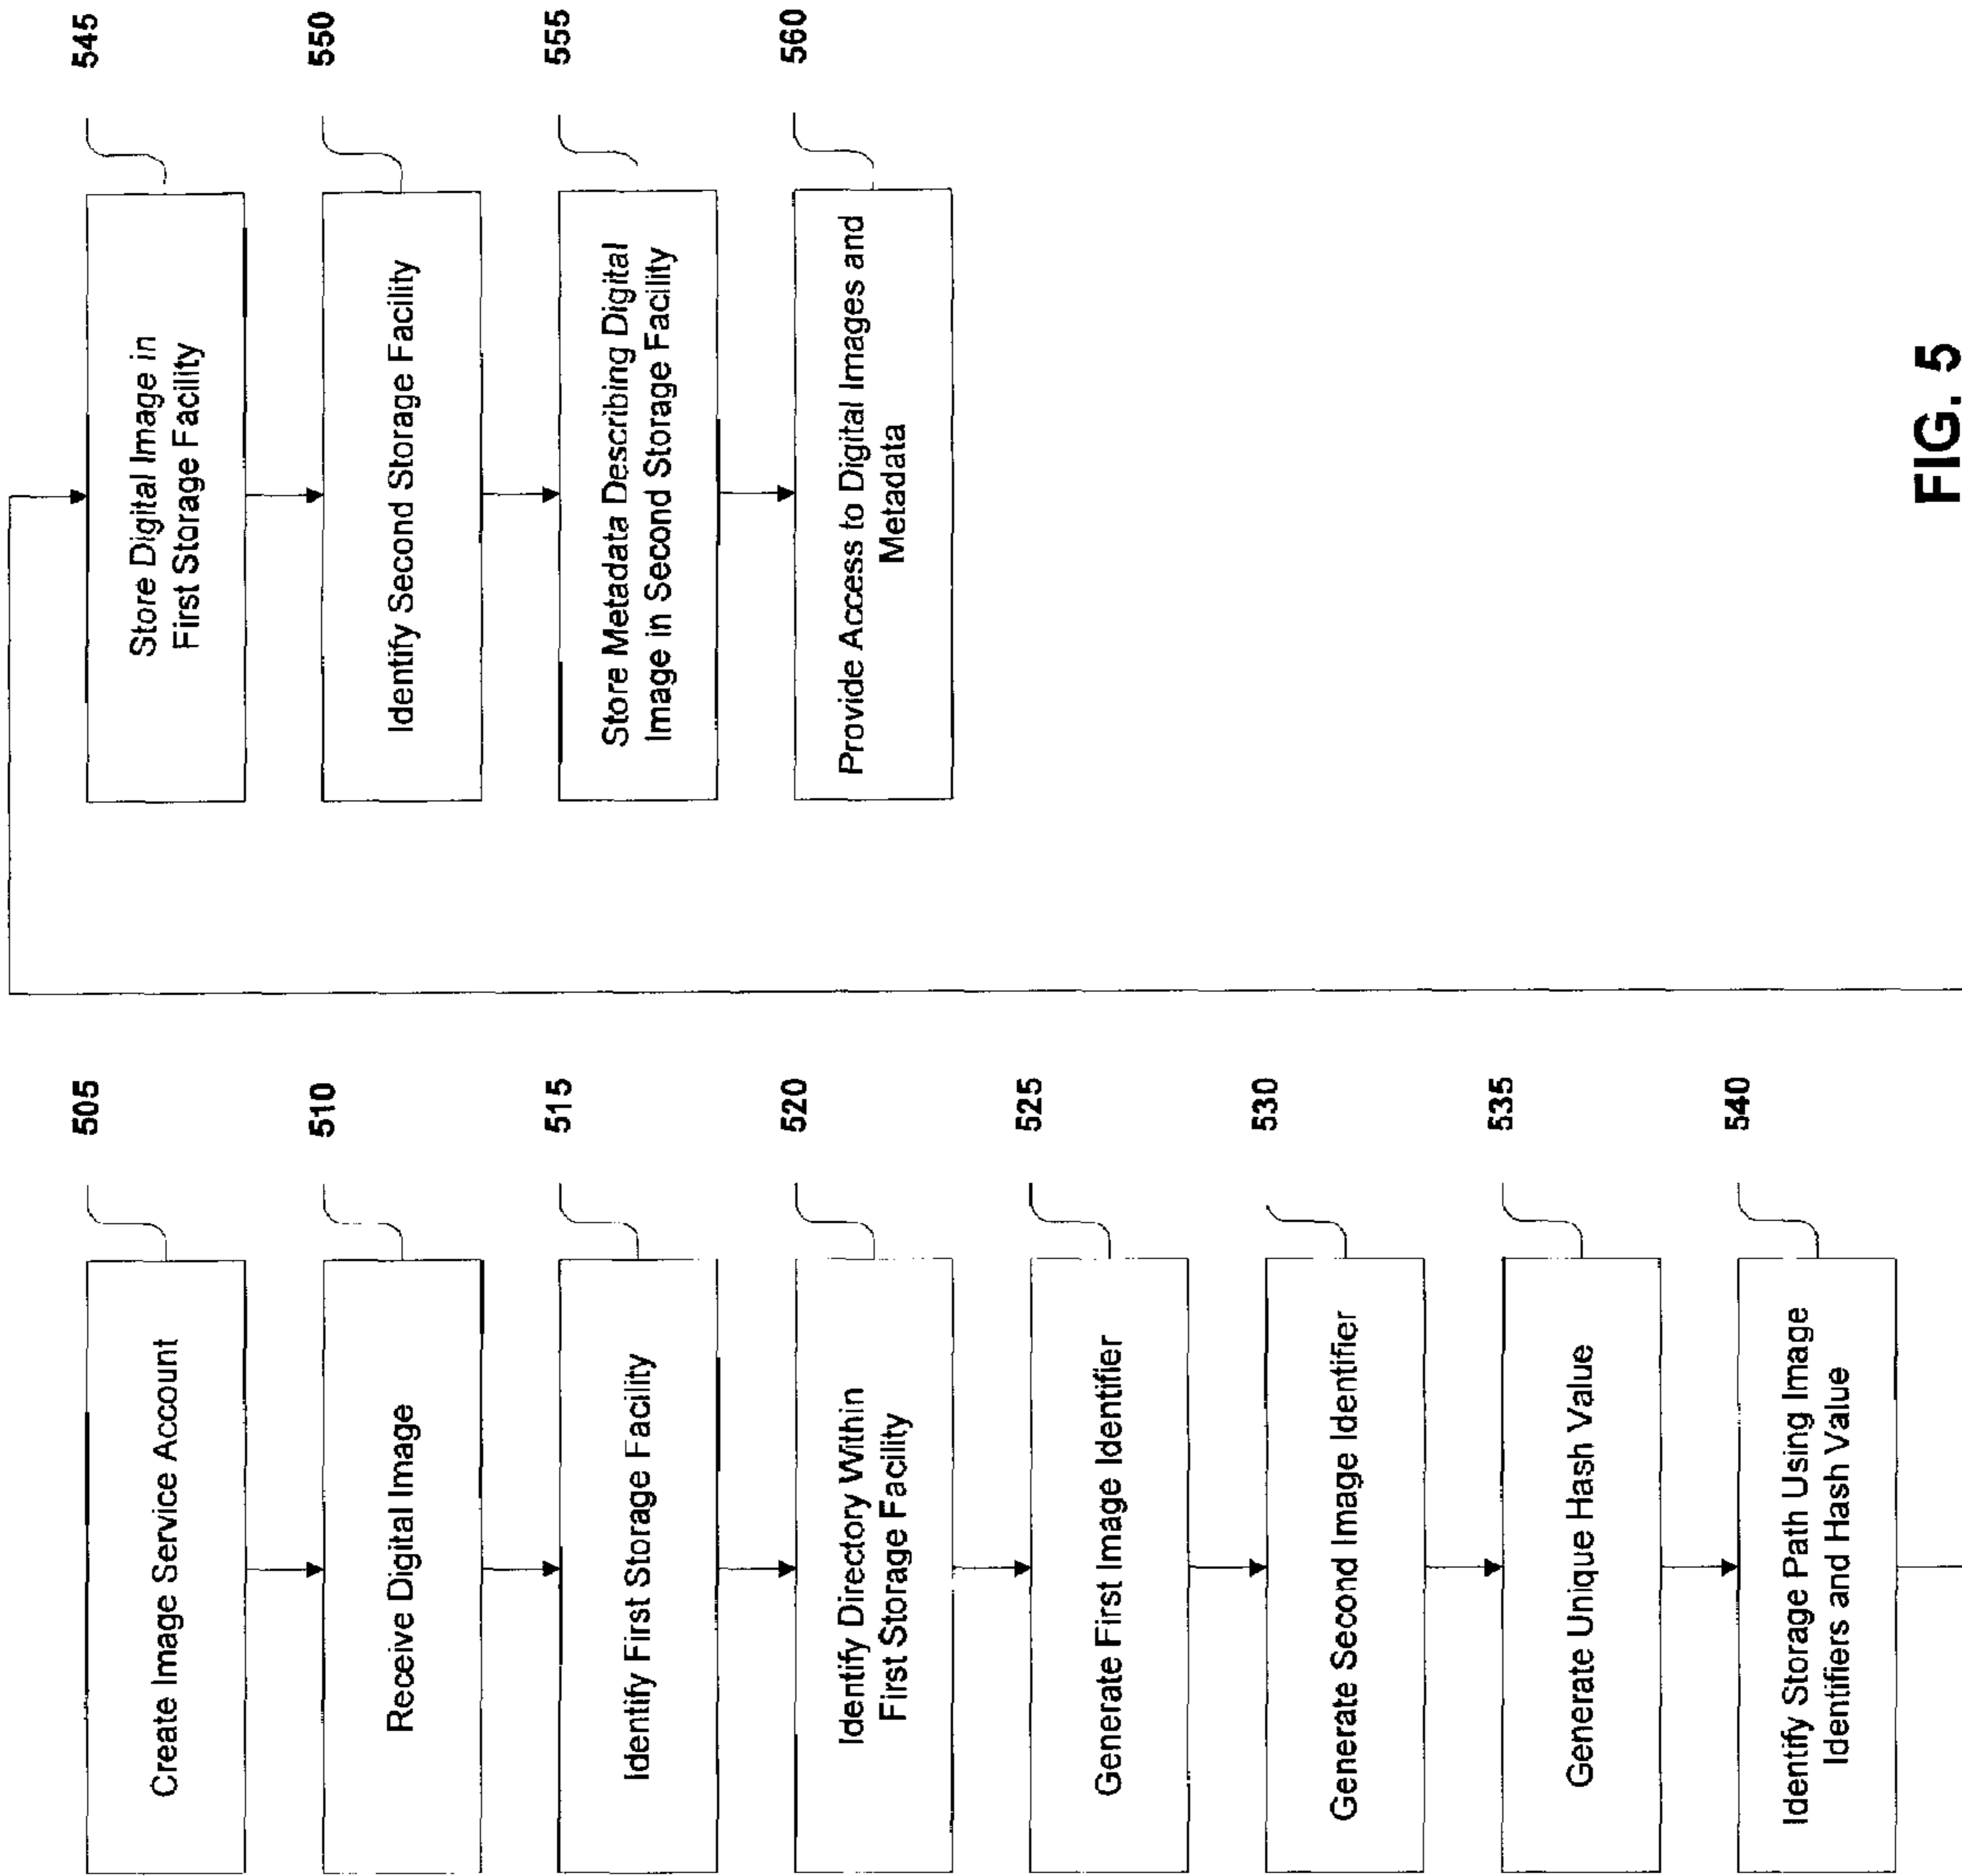 Create Image Service Account
505
Receive Digital Image
510
Identify First Storage Facility
515
Identify Directory Within
First Storage Facility
520
Generate First Image Identifier
525
Generate Second Image Identifier
530
Generate Unique Hash Value
535
Identify Storage Path Using Image
Identifiers and Hash Value
540
Store Digital Image in
First Storage Facility
545
Identify Second Storage Facility
550
Store Metadata Describing Digital
Image in Second Storage Facility
555
Provide Access to Digital Images and
Metadata
560
FIG. 5